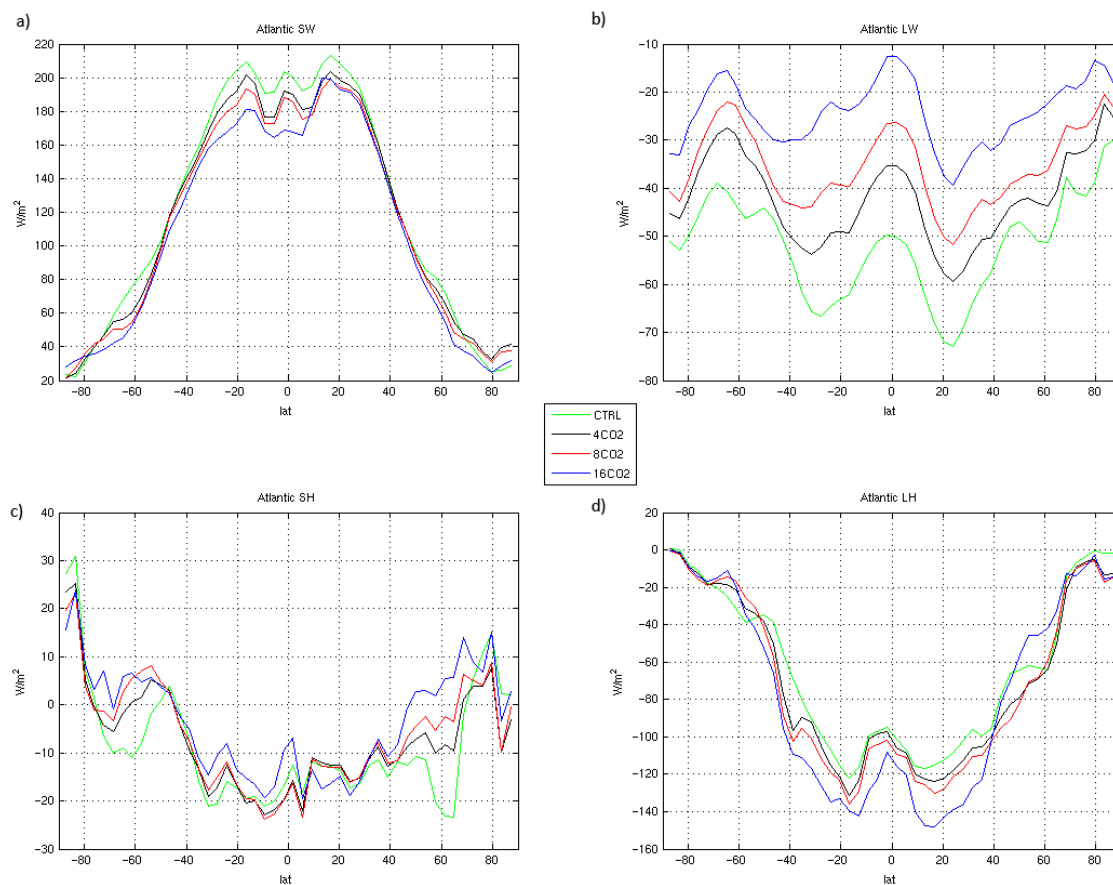 a)
Atlantic SW
220
200
180
160
140
120
100
80
60
40
20
W/m²
−80 −60 −40 −20 0 20 40 60 80
lat
b)
Atlantic LW
−10
−20
−30
−40
−50
−60
−70
−80
W/m²
−80 −60 −40 −20 0 20 40 60 80
lat
CTRL
4CO2
8CO2
16CO2
c)
Atlantic SH
40
30
20
10
0
−10
−20
−30
W/m²
−80 −60 −40 −20 0 20 40 60 80
lat
d)
Atlantic LH
20
0
−20
−40
−60
−80
−100
−120
−140
−160
W/m²
−80 −60 −40 −20 0 20 40 60 80
lat